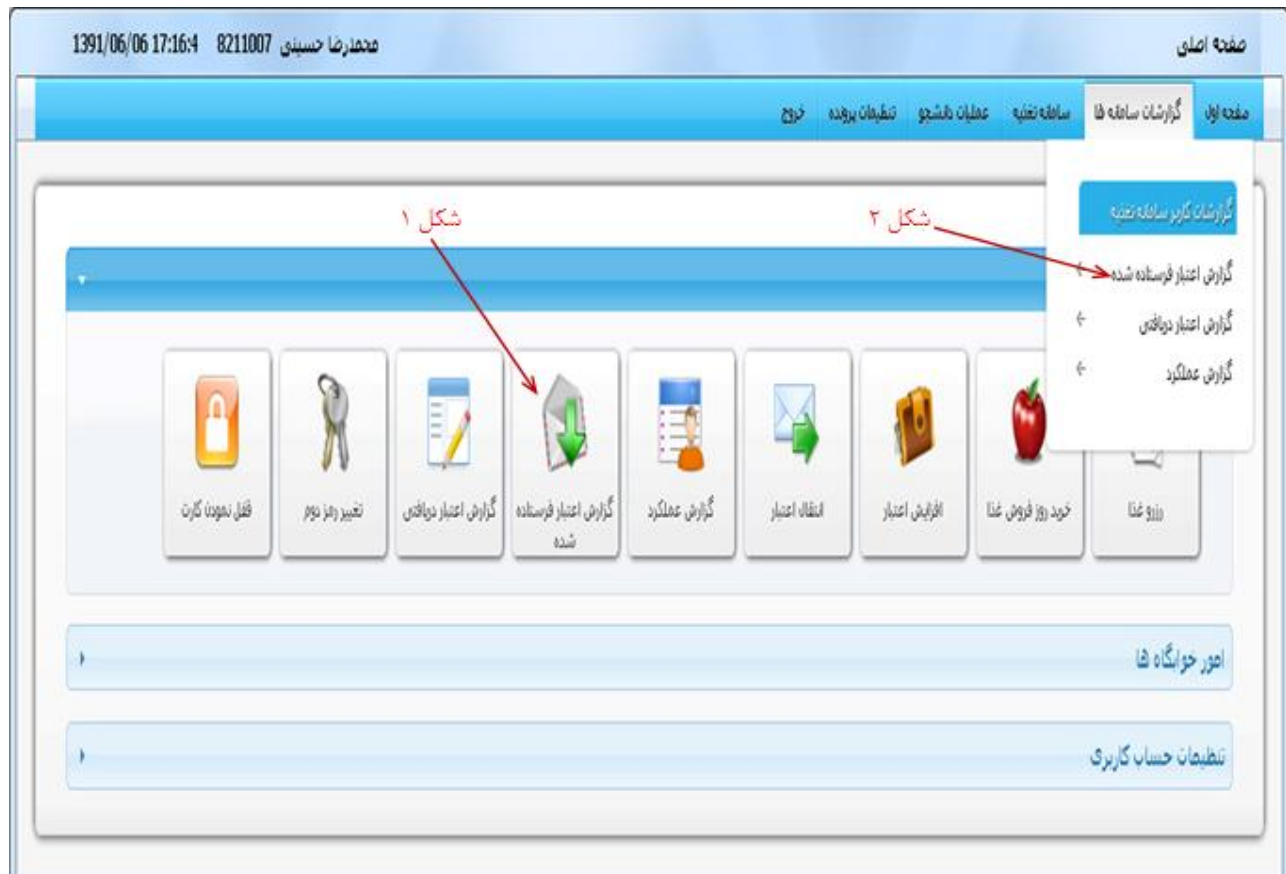 صفحه اصلی
محمدرضا حسینی 8211007 1391/06/06 17:16:4
صفحه اول گزارشات سامانه ها سامانه تغذیه عملیات دانشجو تنظیمات پرونده خروج
گزارشات کاربر سامانه تغذیه
گزارش اعتبار فرستاده شده
گزارش اعتبار دریافتی
گزارش عملکرد
شکل ۲
شکل ۱
رزرو غذا
خرید روز فروش غذا
افزایش اعتبار
انتقال اعتبار
گزارش عملکرد
گزارش اعتبار فرستاده
شده
گزارش اعتبار دریافتی
تغییر رمز دوم
قفل نمودن کارت
امور خوابگاه ها
تنظیمات حساب کاربری